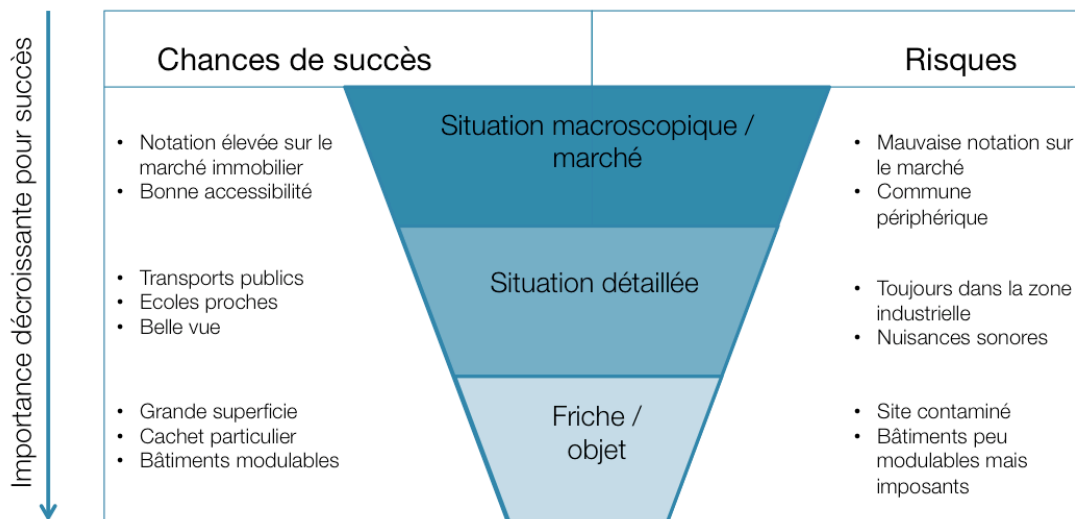 Importance décroissante pour succès
Chances de succès
Risques
Situation macroscopique /
marché
• Notation élevée sur le
marché immobilier
• Bonne accessibilité
• Mauvaise notation sur
le marché
• Commune
périphérique
Situation détaillée
• Transports publics
• Ecoles proches
• Belle vue
• Toujours dans la zone
industrielle
• Nuisances sonores
Friche /
objet
• Grande superficie
• Cachet particulier
• Bâtiments modulables
• Site contaminé
• Bâtiments peu
modulables mais
imposants